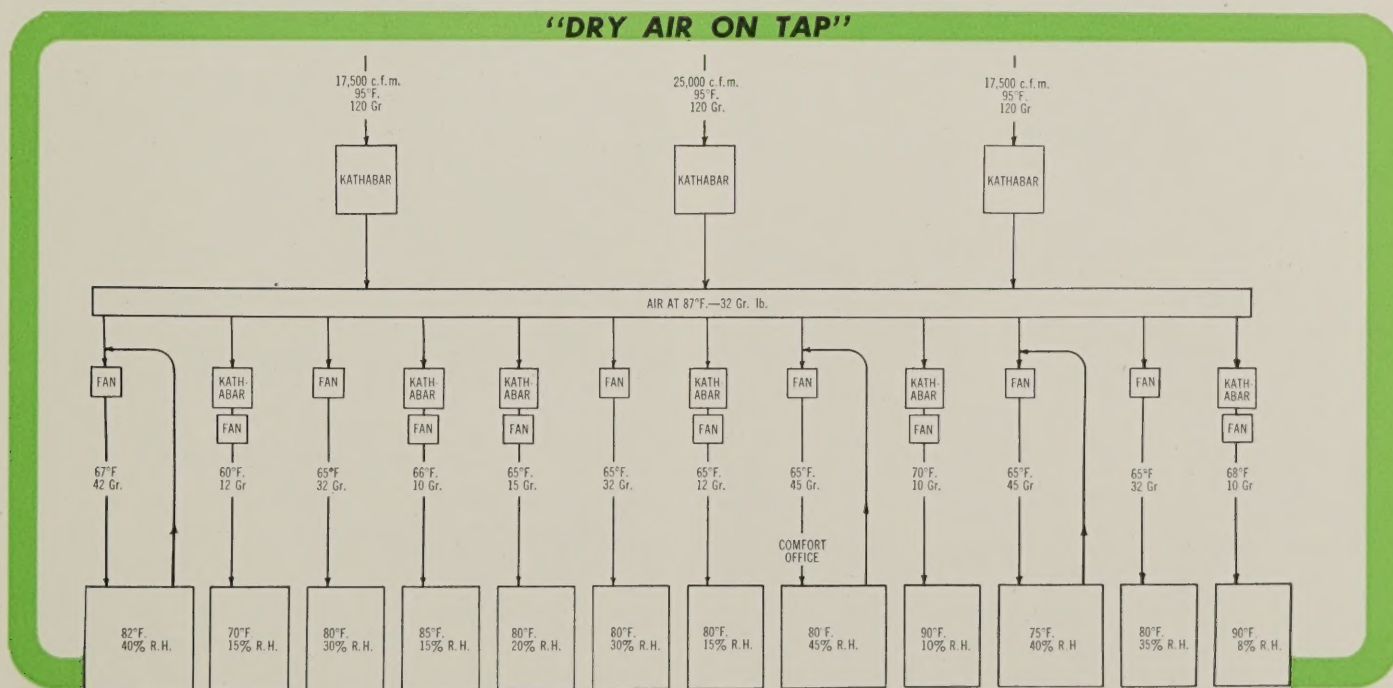 "DRY AIR ON TAP"
17,500 c.f.m.
95°F.
120 Gr
25,000 c.f.m.
95°F.
120 Gr.
17,500 c.f.m.
95°F.
120 Gr
KATHABAR
KATHABAR
KATHABAR
AIR AT 87°F.—32 Gr. lb.
FAN
KATH-
ABAR
FAN
FAN
KATH-
ABAR
FAN
KATH-
ABAR
FAN
FAN
KATH-
ABAR
FAN
FAN
KATH-
ABAR
FAN
FAN
FAN
KATH-
ABAR
FAN
67°F
42 Gr.
60°F.
12 Gr
65°F
32 Gr.
66°F.
10 Gr.
65°F.
15 Gr.
65°F.
32 Gr.
65°F.
12 Gr.
65°F.
45 Gr.
70°F.
10 Gr.
65°F.
45 Gr
65°F
32 Gr
68°F
10 Gr
COMFORT
OFFICE
82°F.
40% R.H.
70°F.
15% R.H.
80°F.
30% R.H.
85°F.
15% R.H.
80°F.
20% R.H.
80°F.
30% R.H.
80°F.
15% R.H.
80°F.
45% R.H.
90°F.
10% R.H.
75°F.
40% R.H
80°F.
35% R.H.
90°F.
8% R.H.